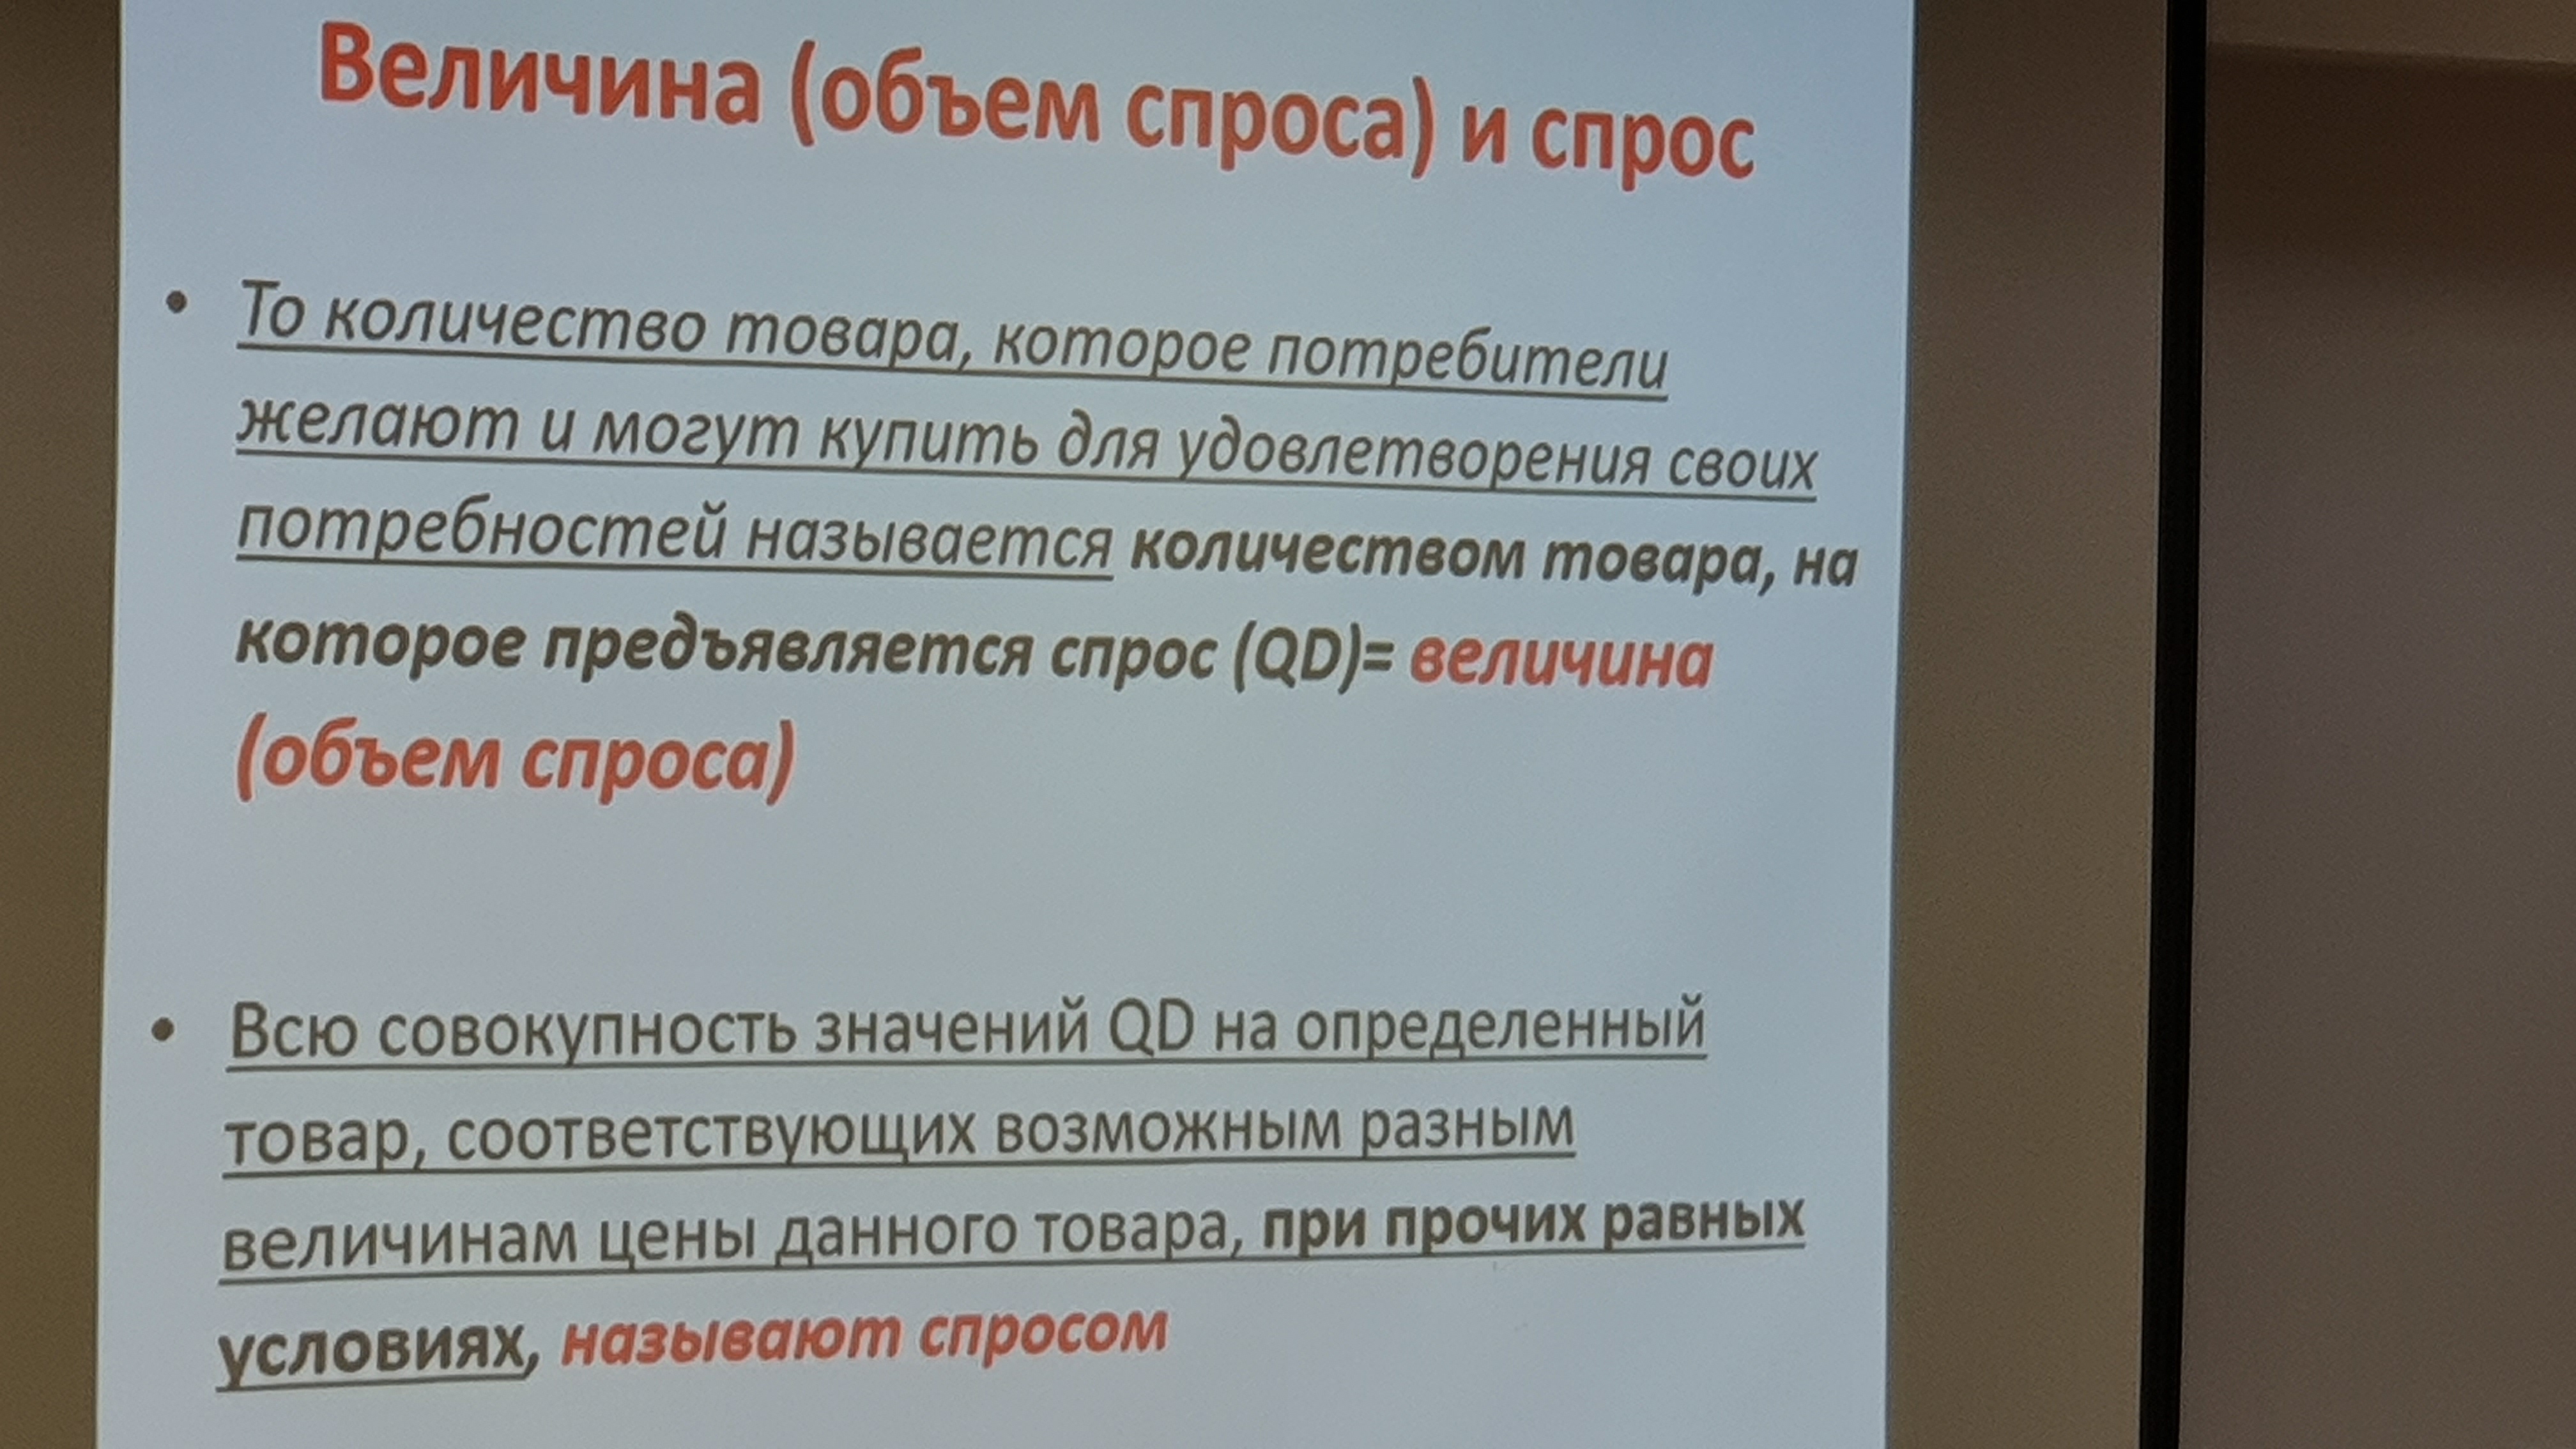 Величина (объем спроса) и спрос
• То количество товара, которое потребители
желают и могут купить для удовлетворения своих
потребностей называется количеством товара, на
которое предъявляется спрос (QD)= величина
(объем спроса)
• Всю совокупность значений QD на определенный
товар, соответствующих возможным разным
величинам цены данного товара, при прочих равных
условиях, называют спросом